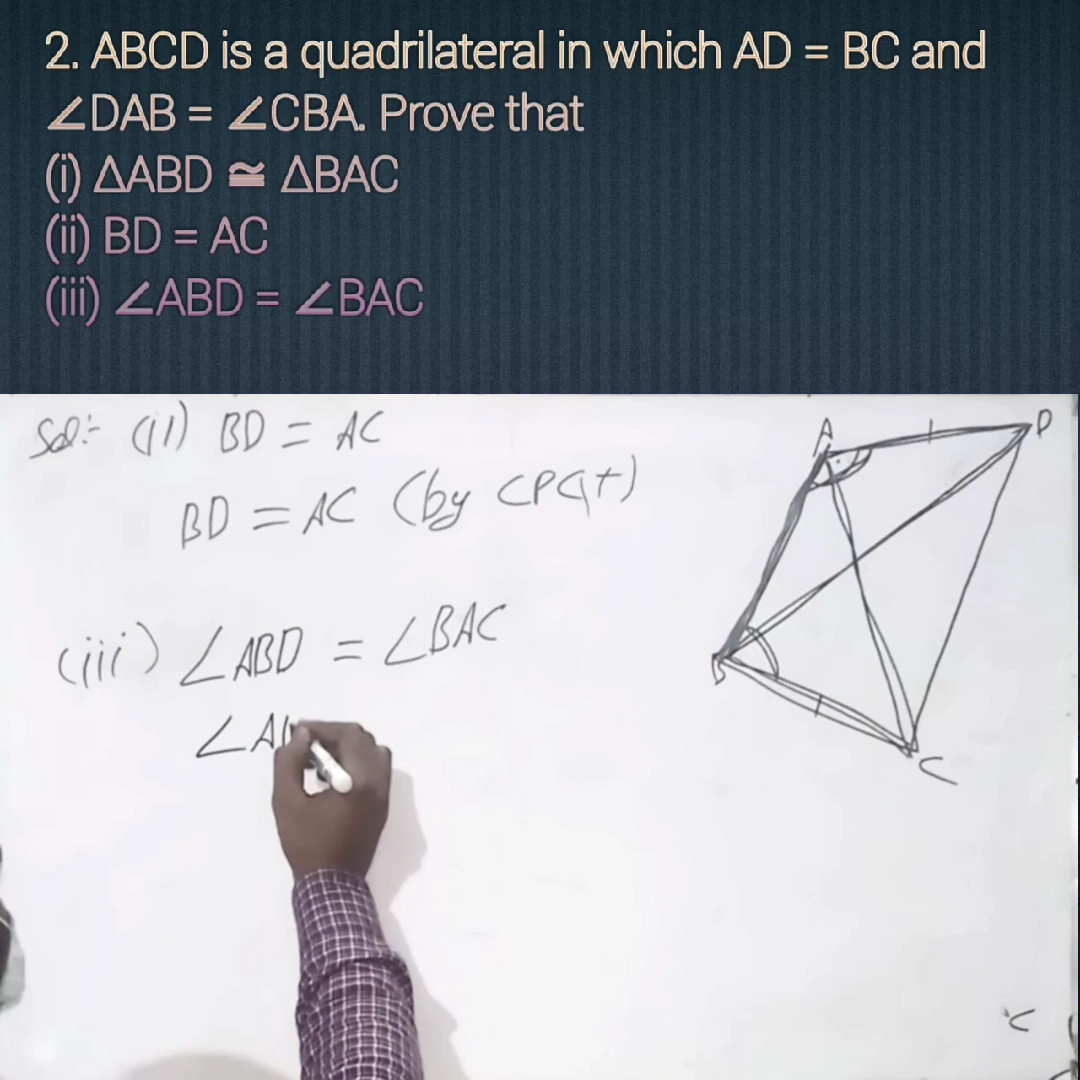 2. ABCD is a quadrilateral in which AD = BC and
∠DAB = ∠CBA. Prove that
(i) ΔABD ≅ ΔBAC
(ii) BD = AC
(iii) ∠ABD = ∠BAC
Sol:- (ii) BD = AC
BD = AC (by CPCT)
(iii) ∠ABD = ∠BAC
∠A
A
D
B
C